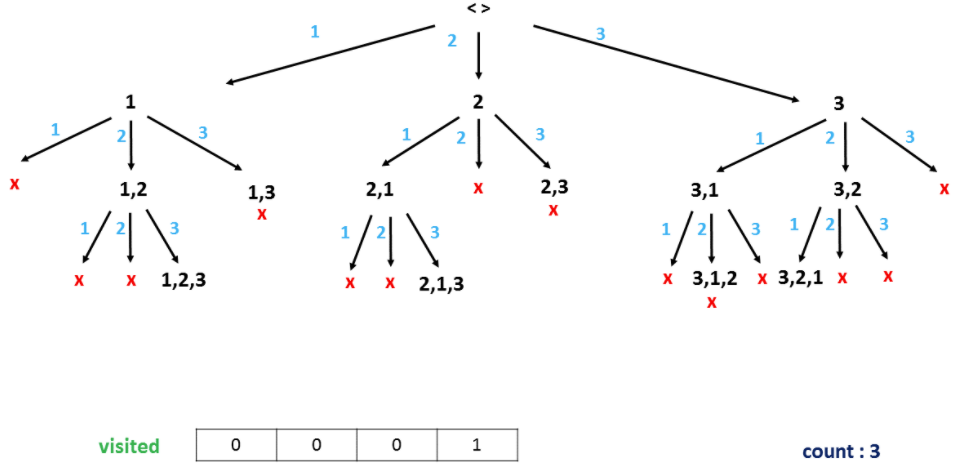 < >
1 2 3
1 2 3
1 2 3 1 2 3 1 2 3
x 1,2 1,3 2,1 x 2,3 3,1 3,2 x
x x
1 2 3 1 2 3 1 2 3 1 2 3
x x 1,2,3 x x 2,1,3 x 3,1,2 x 3,2,1 x x
x
visited 0 0 0 1 count : 3